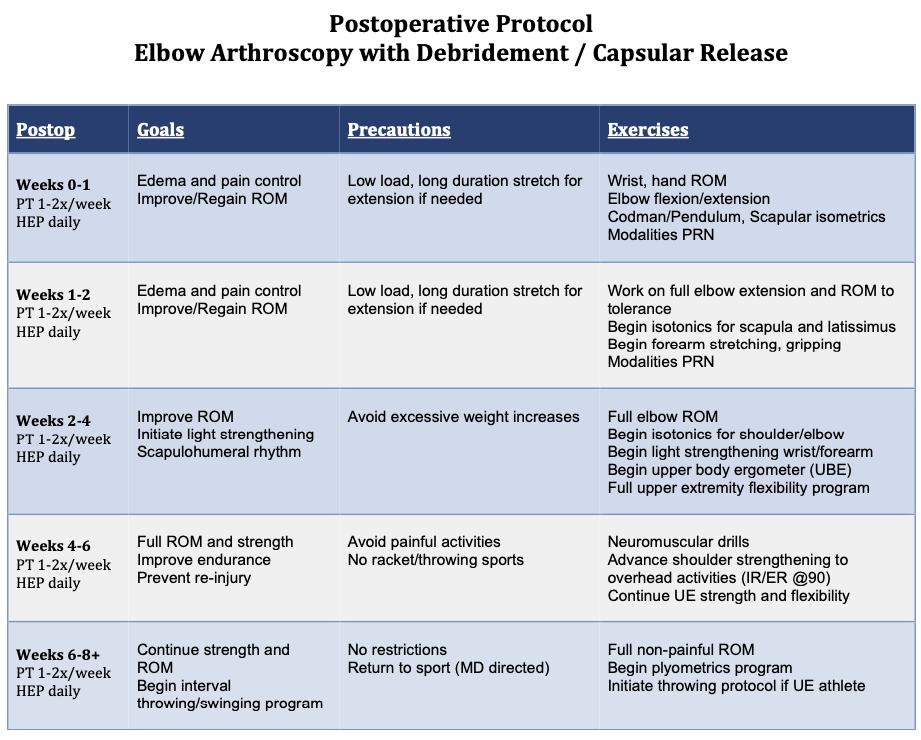 Postoperative Protocol
Elbow Arthroscopy with Debridement / Capsular Release
Postop
Goals
Precautions
Exercises
Weeks 0-1
PT 1-2x/week
HEP daily
Edema and pain control
Improve/Regain ROM
Low load, long duration stretch for
extension if needed
Wrist, hand ROM
Elbow flexion/extension
Codman/Pendulum, Scapular isometrics
Modalities PRN
Weeks 1-2
PT 1-2x/week
HEP daily
Edema and pain control
Improve/Regain ROM
Low load, long duration stretch for
extension if needed
Work on full elbow extension and ROM to
tolerance
Begin isotonics for scapula and latissimus
Begin forearm stretching, gripping
Modalities PRN
Weeks 2-4
PT 1-2x/week
HEP daily
Improve ROM
Initiate light strengthening
Scapulohumeral rhythm
Avoid excessive weight increases
Full elbow ROM
Begin isotonics for shoulder/elbow
Begin light strengthening wrist/forearm
Begin upper body ergometer (UBE)
Full upper extremity flexibility program
Weeks 4-6
PT 1-2x/week
HEP daily
Full ROM and strength
Improve endurance
Prevent re-injury
Avoid painful activities
No racket/throwing sports
Neuromuscular drills
Advance shoulder strengthening to
overhead activities (IR/ER @90)
Continue UE strength and flexibility
Weeks 6-8+
PT 1-2x/week
HEP daily
Continue strength and
ROM
Begin interval
throwing/swinging program
No restrictions
Return to sport (MD directed)
Full non-painful ROM
Begin plyometrics program
Initiate throwing protocol if UE athlete